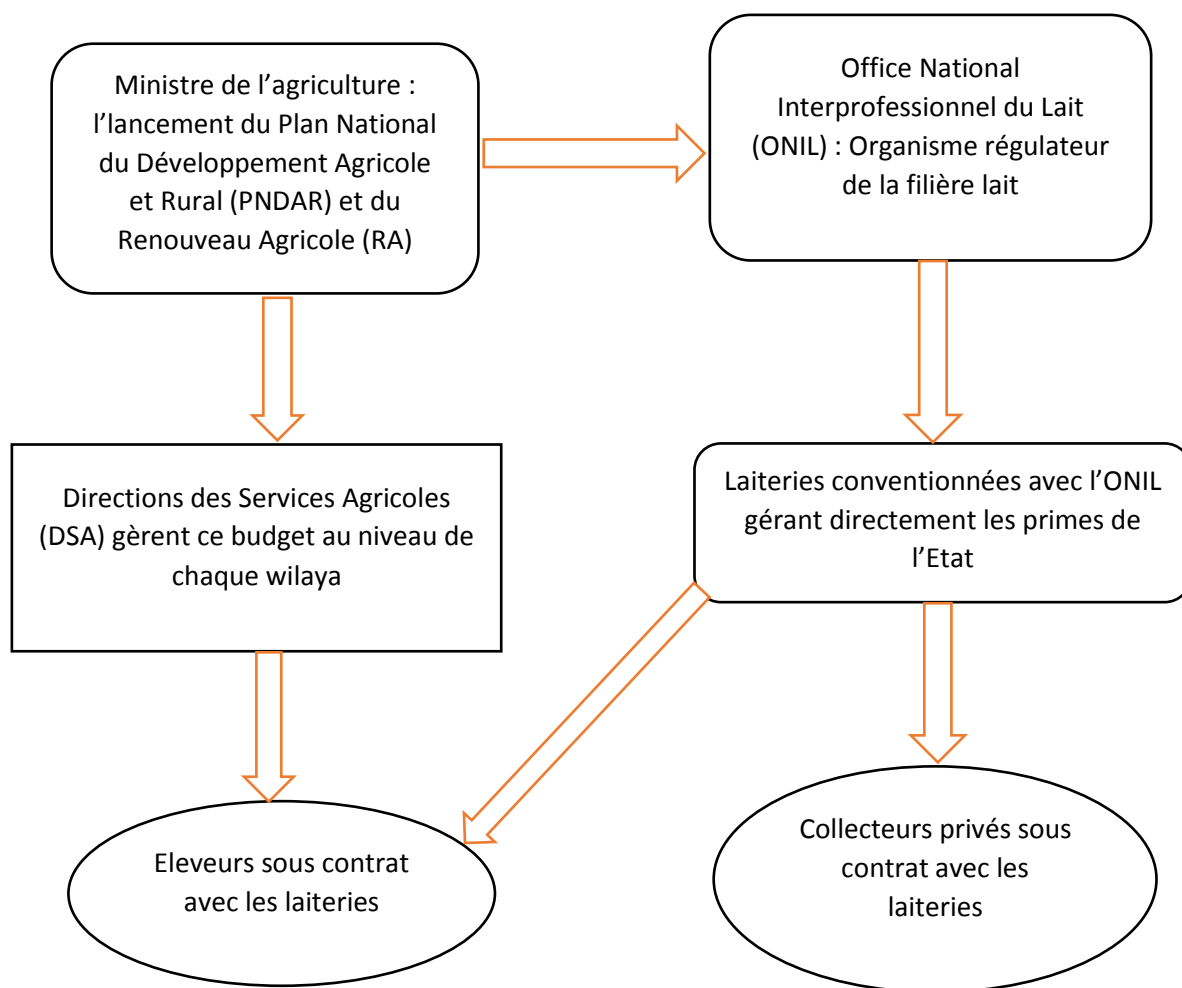 Ministre de l’agriculture :
l’lancement du Plan National
du Développement Agricole
et Rural (PNDAR) et du
Renouveau Agricole (RA)
Office National
Interprofessionnel du Lait
(ONIL) : Organisme régulateur
de la filière lait
Directions des Services Agricoles
(DSA) gèrent ce budget au niveau de
chaque wilaya
Laiteries conventionnées avec l’ONIL
gérant directement les primes de
l’Etat
Eleveurs sous contrat
avec les laiteries
Collecteurs privés sous
contrat avec les
laiteries